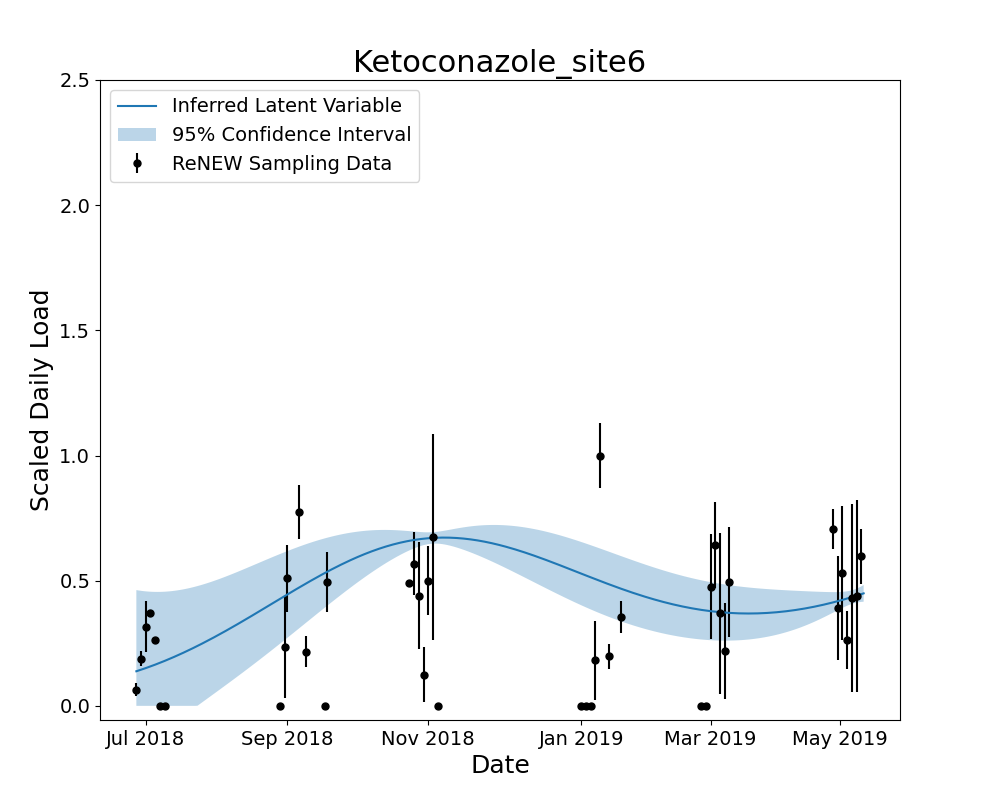 Ketoconazole_site6
2.5
2.0
1.5
1.0
0.5
0.0
Scaled Daily Load
Inferred Latent Variable
95% Confidence Interval
ReNEW Sampling Data
Jul 2018 Sep 2018 Nov 2018 Jan 2019 Mar 2019 May 2019
Date